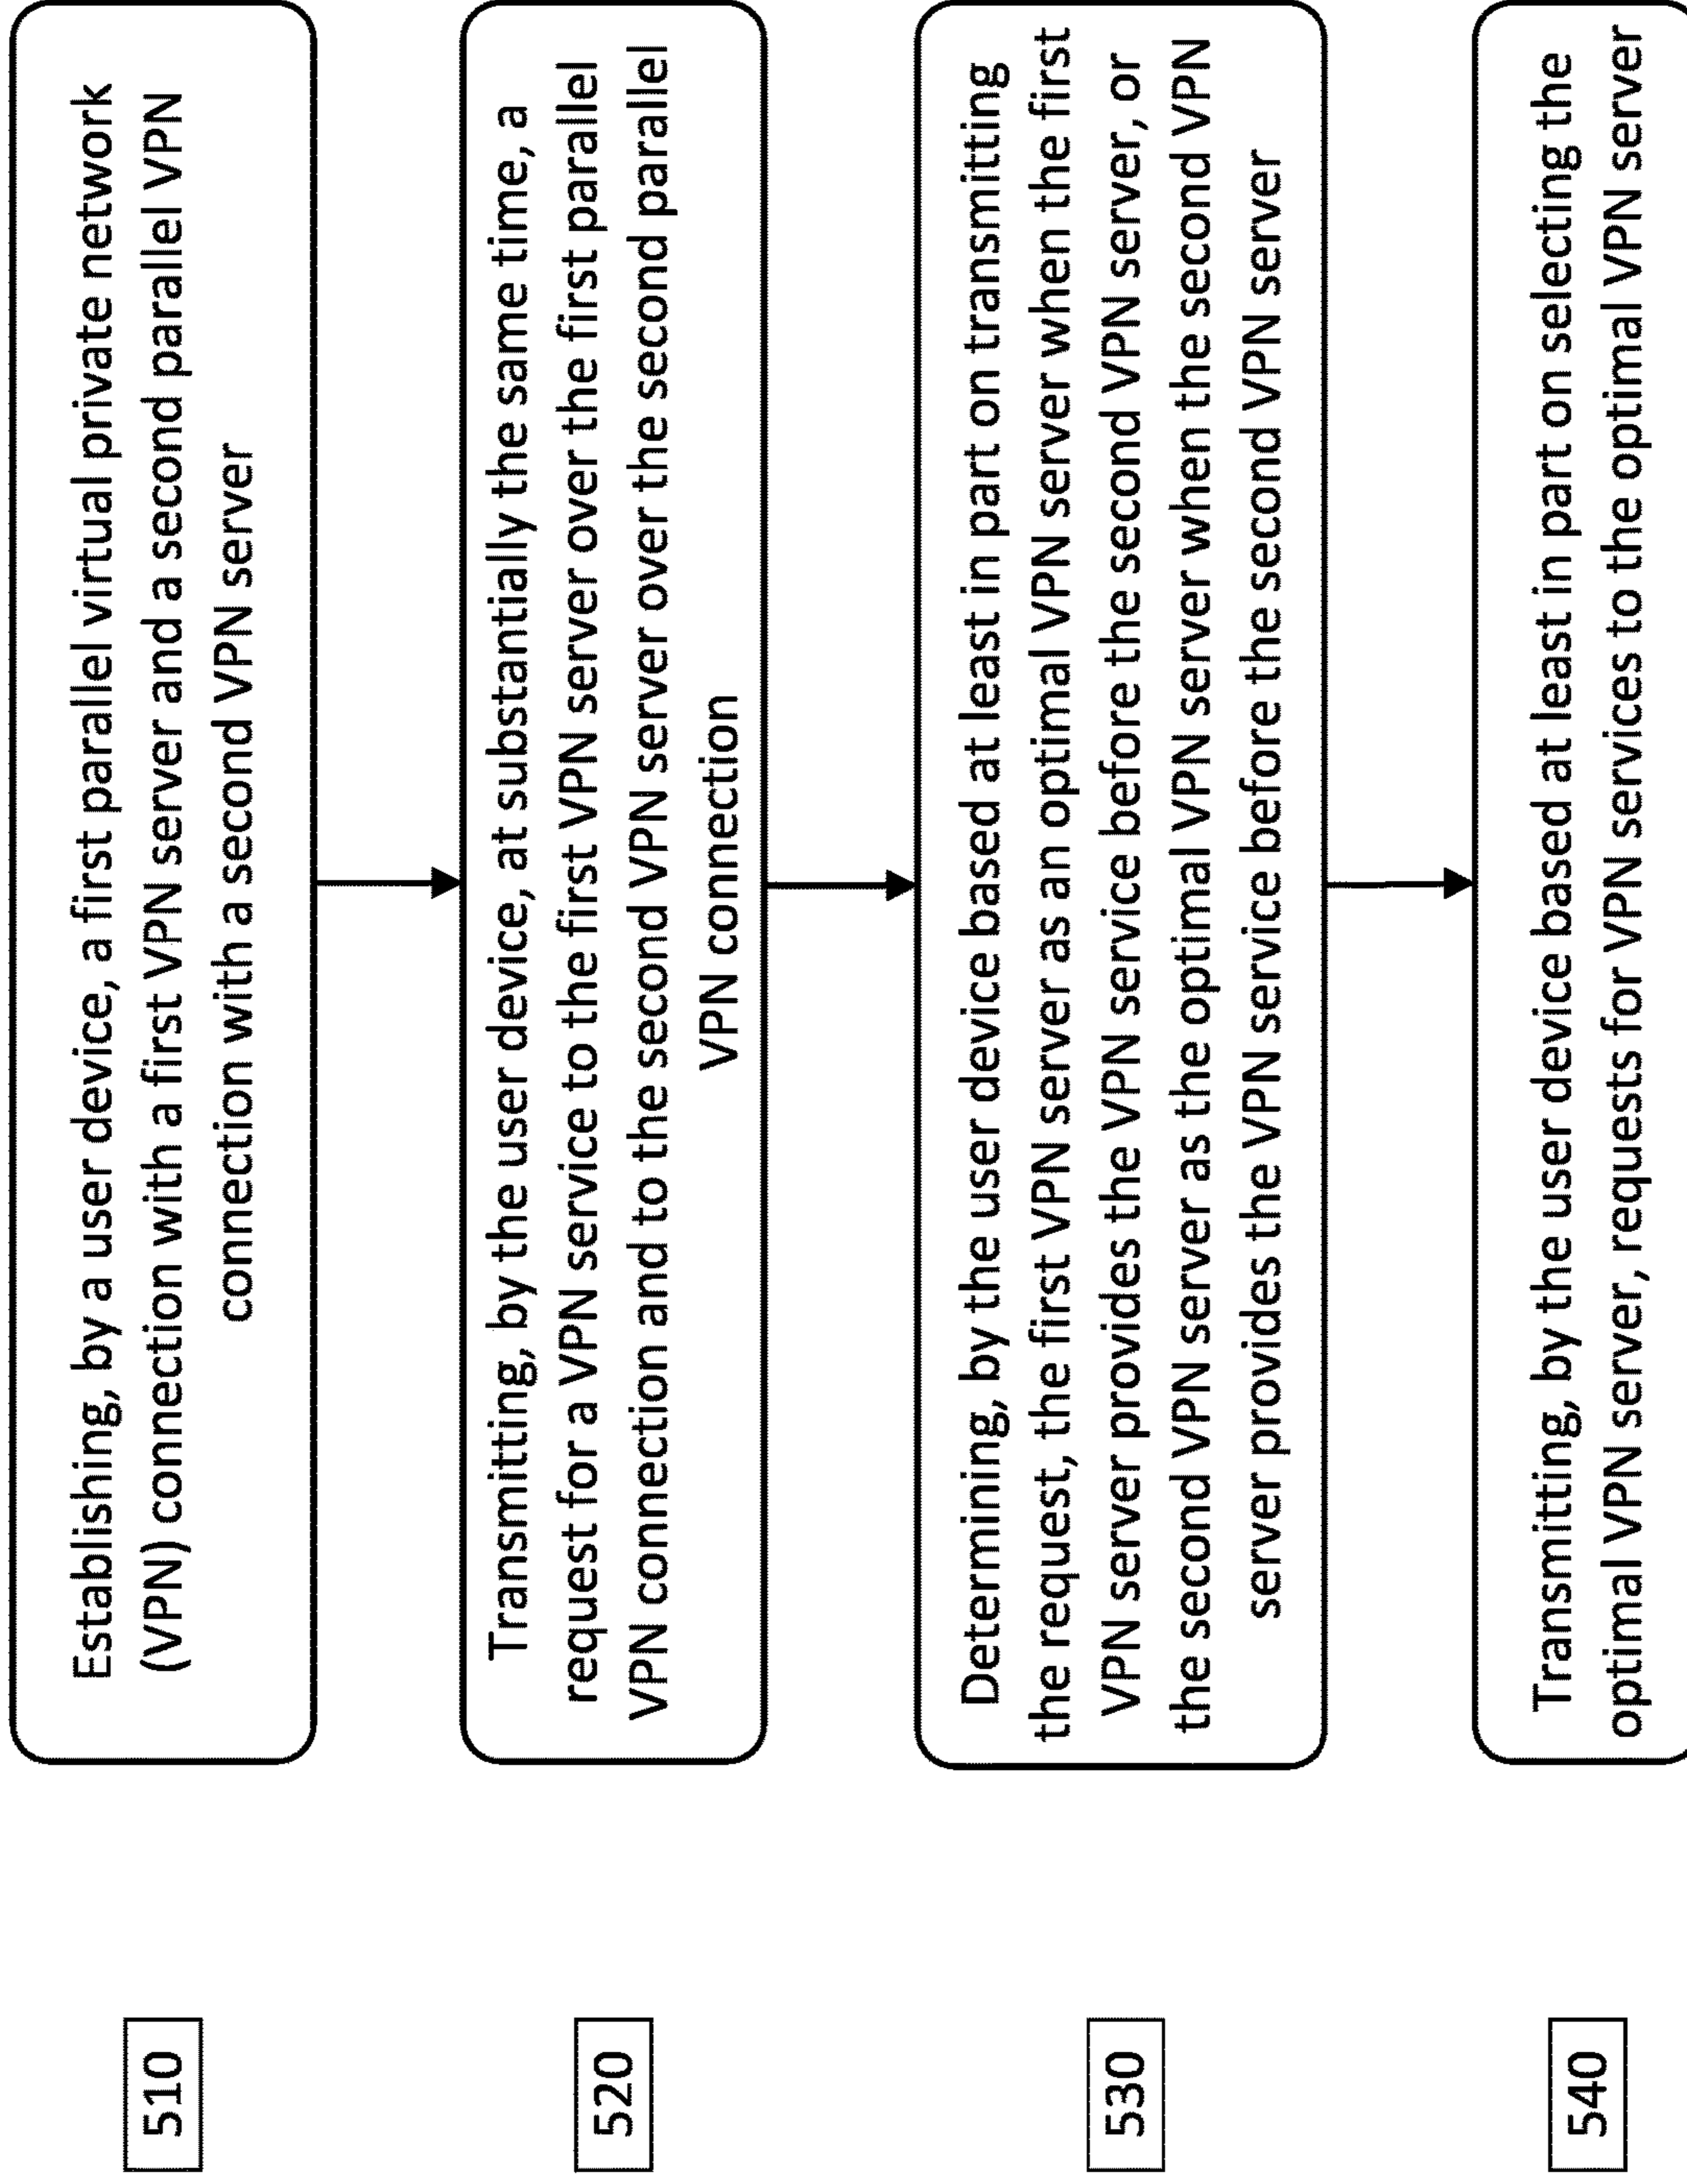 510
Establishing, by a user device, a first parallel virtual private network
(VPN) connection with a first VPN server and a second parallel VPN
connection with a second VPN server
520
Transmitting, by the user device, at substantially the same time, a
request for a VPN service to the first VPN server over the first parallel
VPN connection and to the second VPN server over the second parallel
VPN connection
530
Determining, by the user device based at least in part on transmitting
the request, the first VPN server as an optimal VPN server when the first
VPN server provides the VPN service before the second VPN server, or
the second VPN server as the optimal VPN server when the second VPN
server provides the VPN service before the second VPN server
540
Transmitting, by the user device based at least in part on selecting the
optimal VPN server, requests for VPN services to the optimal VPN server